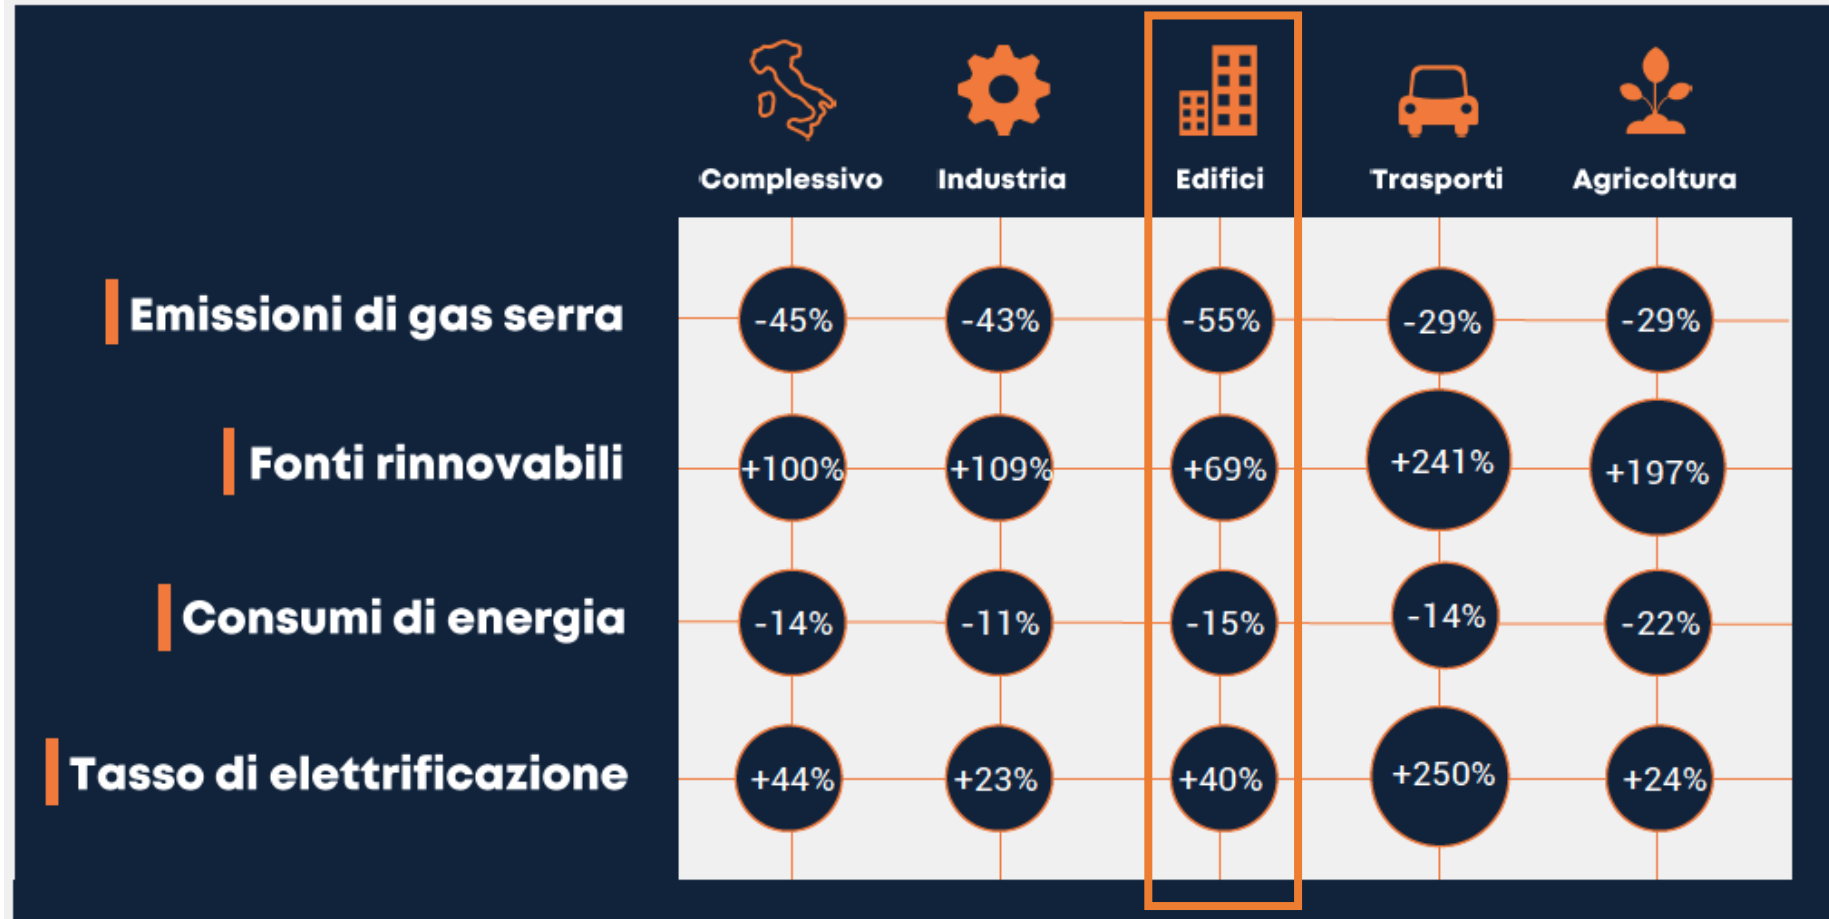 Complessivo Industria Edifici Trasporti Agricoltura
Emissioni di gas serra -45% -43% -55% -29% -29%
Fonti rinnovabili +100% +109% +69% +241% +197%
Consumi di energia -14% -11% -15% -14% -22%
Tasso di elettrificazione +44% +23% +40% +250% +24%